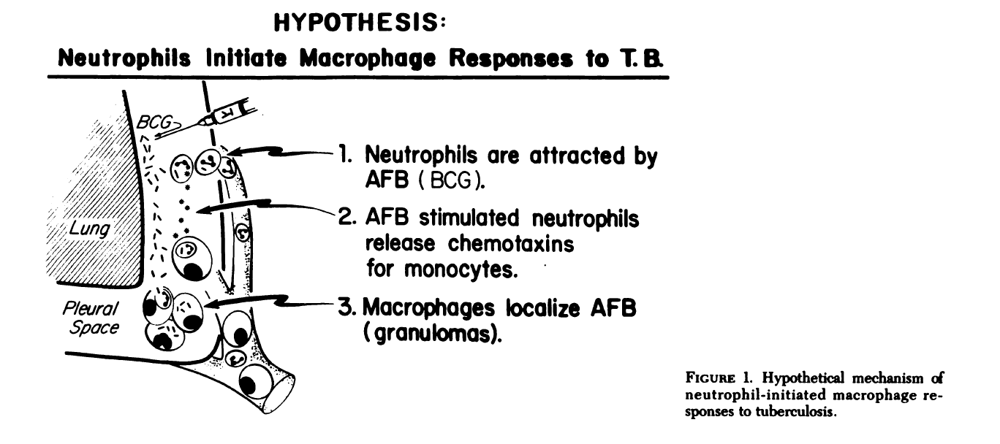 HYPOTHESIS:
Neutrophils Initiate Macrophage Responses to T.B.
BCG
Lung
Pleural
Space
1. Neutrophils are attracted by
AFB (BCG).
2. AFB stimulated neutrophils
release chemotaxins
for monocytes.
3. Macrophages localize AFB
(granulomas).
FIGURE 1. Hypothetical mechanism of
neutrophil-initiated macrophage re-
sponses to tuberculosis.